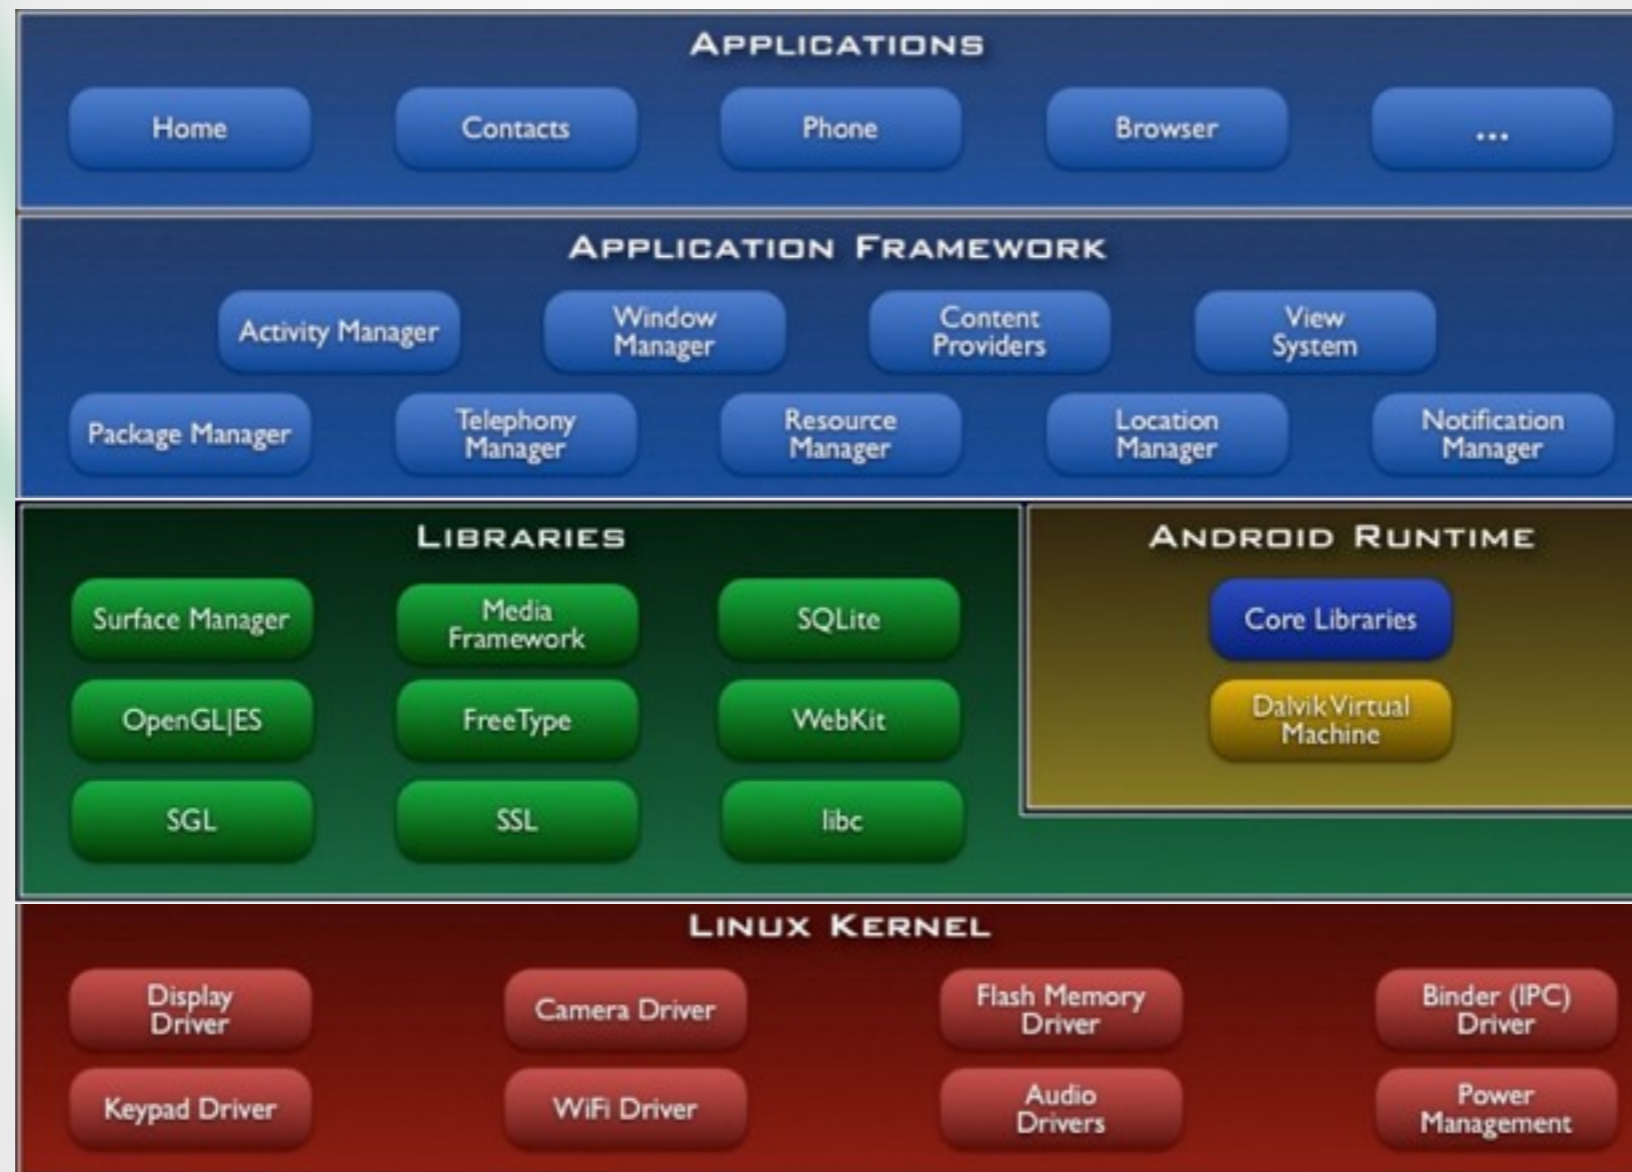 APPLICATIONS
Home
Contacts
Phone
Browser
...
APPLICATION FRAMEWORK
Activity Manager
Window
Manager
Content
Providers
View
System
Package Manager
Telephony
Manager
Resource
Manager
Location
Manager
Notification
Manager
LIBRARIES
Surface Manager
Media
Framework
SQLite
OpenGL|ES
FreeType
WebKit
SGL
SSL
libc
ANDROID RUNTIME
Core Libraries
Dalvik Virtual
Machine
LINUX KERNEL
Display
Driver
Camera Driver
Flash Memory
Driver
Binder (IPC)
Driver
Keypad Driver
WiFi Driver
Audio
Drivers
Power
Management